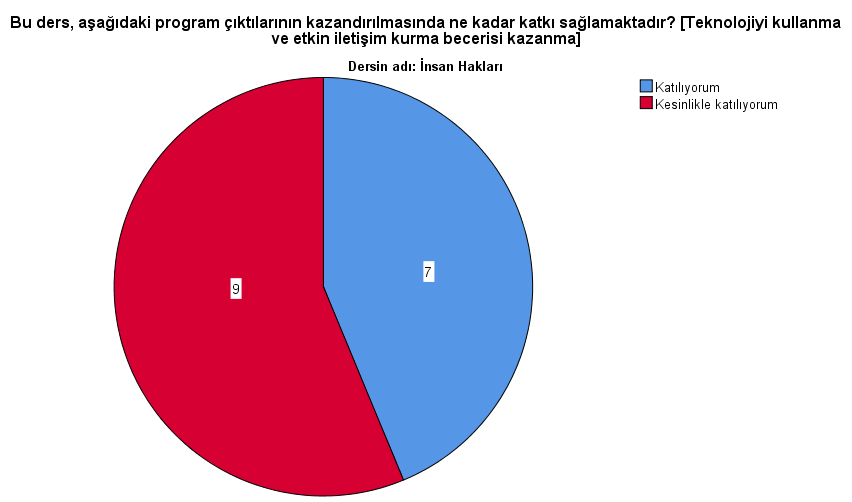 Bu ders, aşağıdaki program çıktılarının kazandırılmasında ne kadar katkı sağlamaktadır? [Teknolojiyi kullanma
ve etkin iletişim kurma becerisi kazanma]
Dersin adı: İnsan Hakları
Katılıyorum
Kesinlikle katılıyorum
7
9